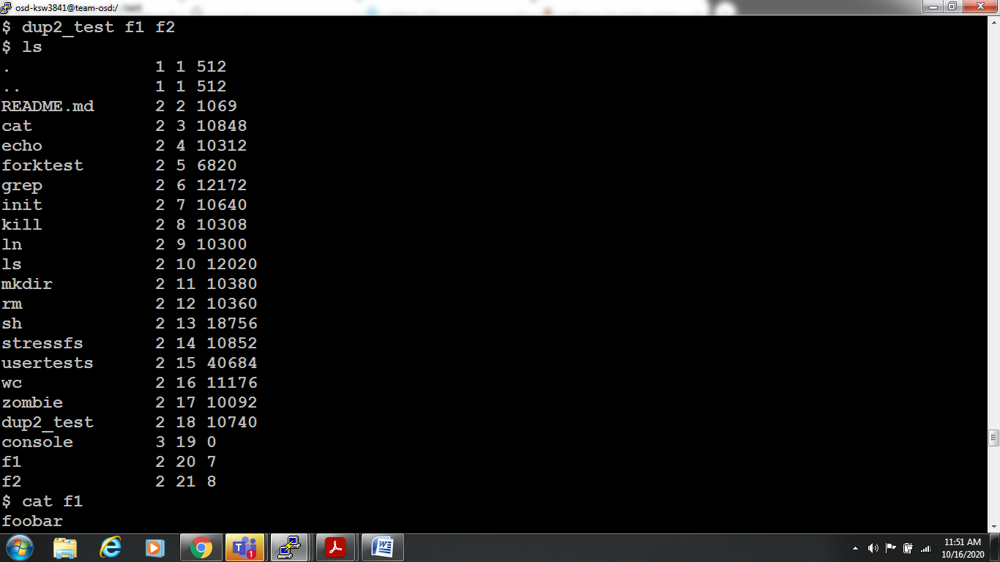 osd-ksw3841@team-osd:/
$ dup2_test f1 f2
$ ls
.              1 1 512
..             1 1 512
README.md      2 2 1069
cat            2 3 10848
echo           2 4 10312
forktest       2 5 6820
grep           2 6 12172
init           2 7 10640
kill           2 8 10308
ln             2 9 10300
ls             2 10 12020
mkdir          2 11 10380
rm             2 12 10360
sh             2 13 18756
stressfs       2 14 10852
usertests      2 15 40684
wc             2 16 11176
zombie         2 17 10092
dup2_test      2 18 10740
console        3 19 0
f1             2 20 7
f2             2 21 8
$ cat f1
foobar
1
11:51 AM
10/16/2020